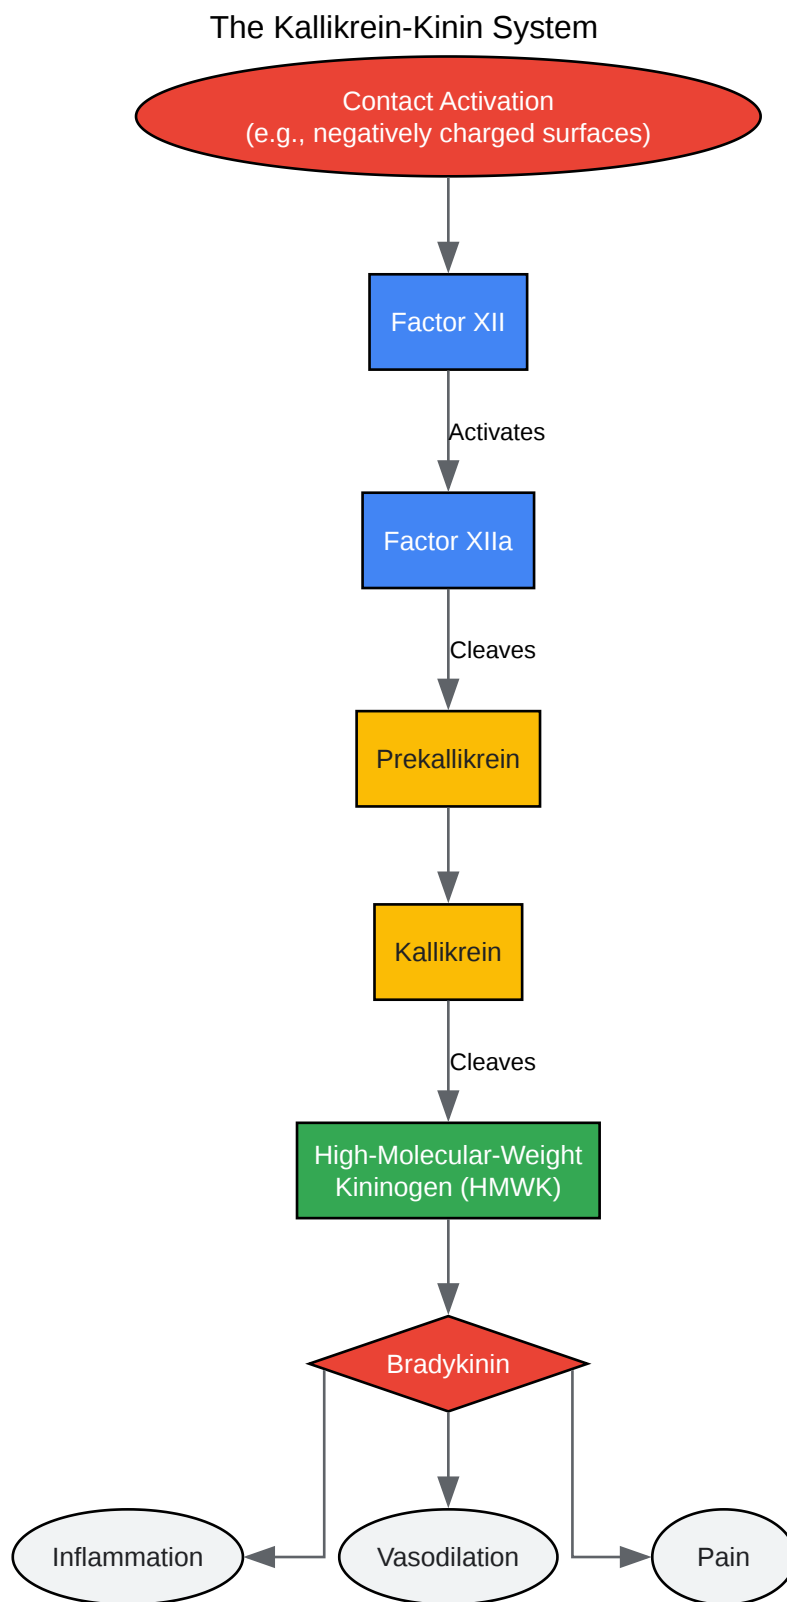 The Kallikrein-Kinin System
Contact Activation
(e.g., negatively charged surfaces)
Factor XII
Activates
Factor XIIa
Cleaves
Prekallikrein
Kallikrein
Cleaves
High-Molecular-Weight
Kininogen (HMWK)
Bradykinin
Inflammation
Vasodilation
Pain